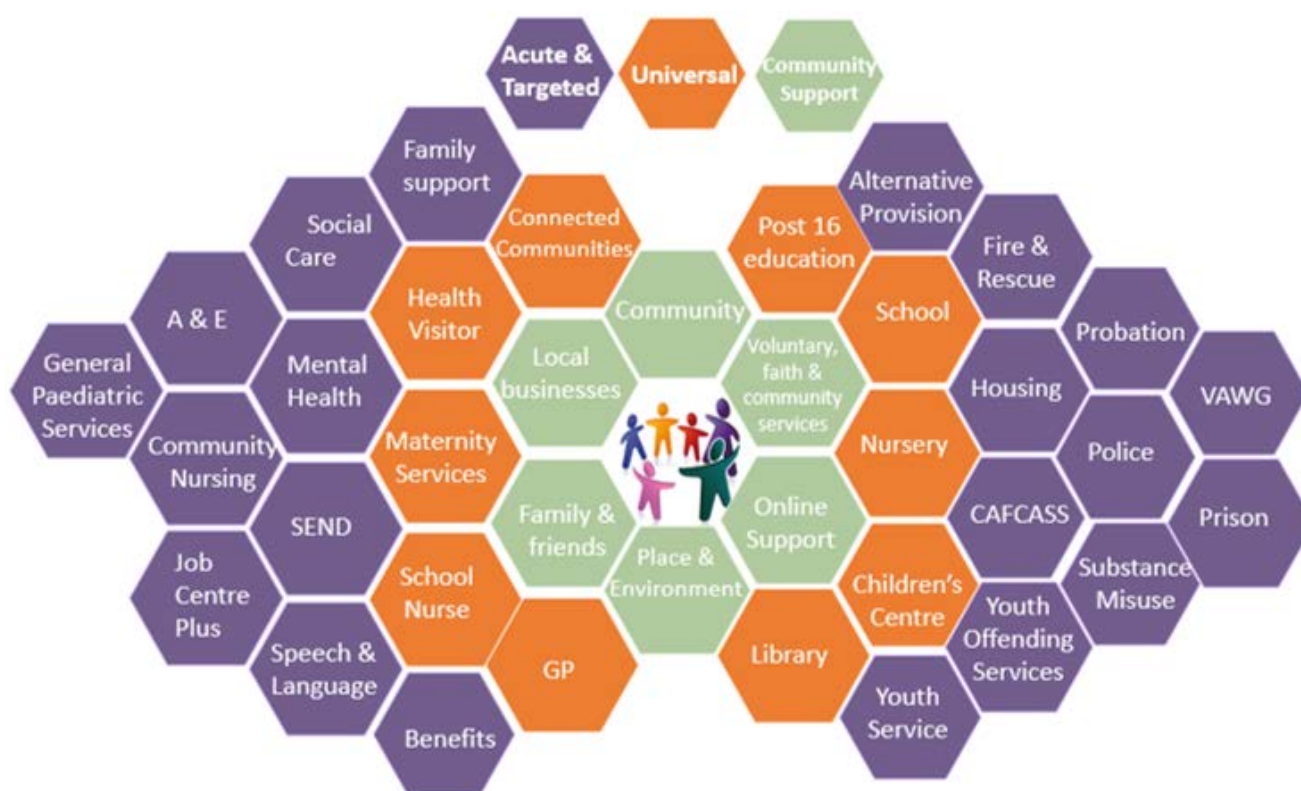 Acute &
Targeted
Universal
Community
Support
Family
support
Social
Care
A & E
General
Paediatric
Services
Mental
Health
Community
Nursing
SEND
Job
Centre
Plus
Speech &
Language
Benefits
Connected
Communities
Health
Visitor
Maternity
Services
School
Nurse
GP
Community
Local
businesses
Family &
friends
Place &
Environment
Voluntary,
faith &
community
services
Online
Support
Post 16
education
School
Nursery
Children's
Centre
Library
Alternative
Provision
Fire &
Rescue
Housing
Probation
VAWG
Police
CAFCASS
Prison
Substance
Misuse
Youth
Offending
Services
Youth
Service